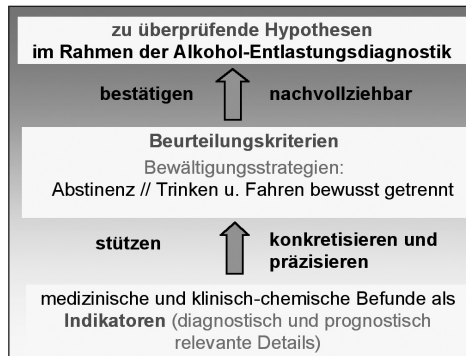 zu überprüfende Hypothesen
im Rahmen der Alkohol-Entlastungsdiagnostik
bestätigen nachvollziehbar
Beurteilungskriterien
Bewältigungsstrategien:
Abstinenz // Trinken u. Fahren bewusst getrennt
stützen konkretisieren und
präzisieren
medizinische und klinisch-chemische Befunde als
Indikatoren (diagnostisch und prognostisch
relevante Details)